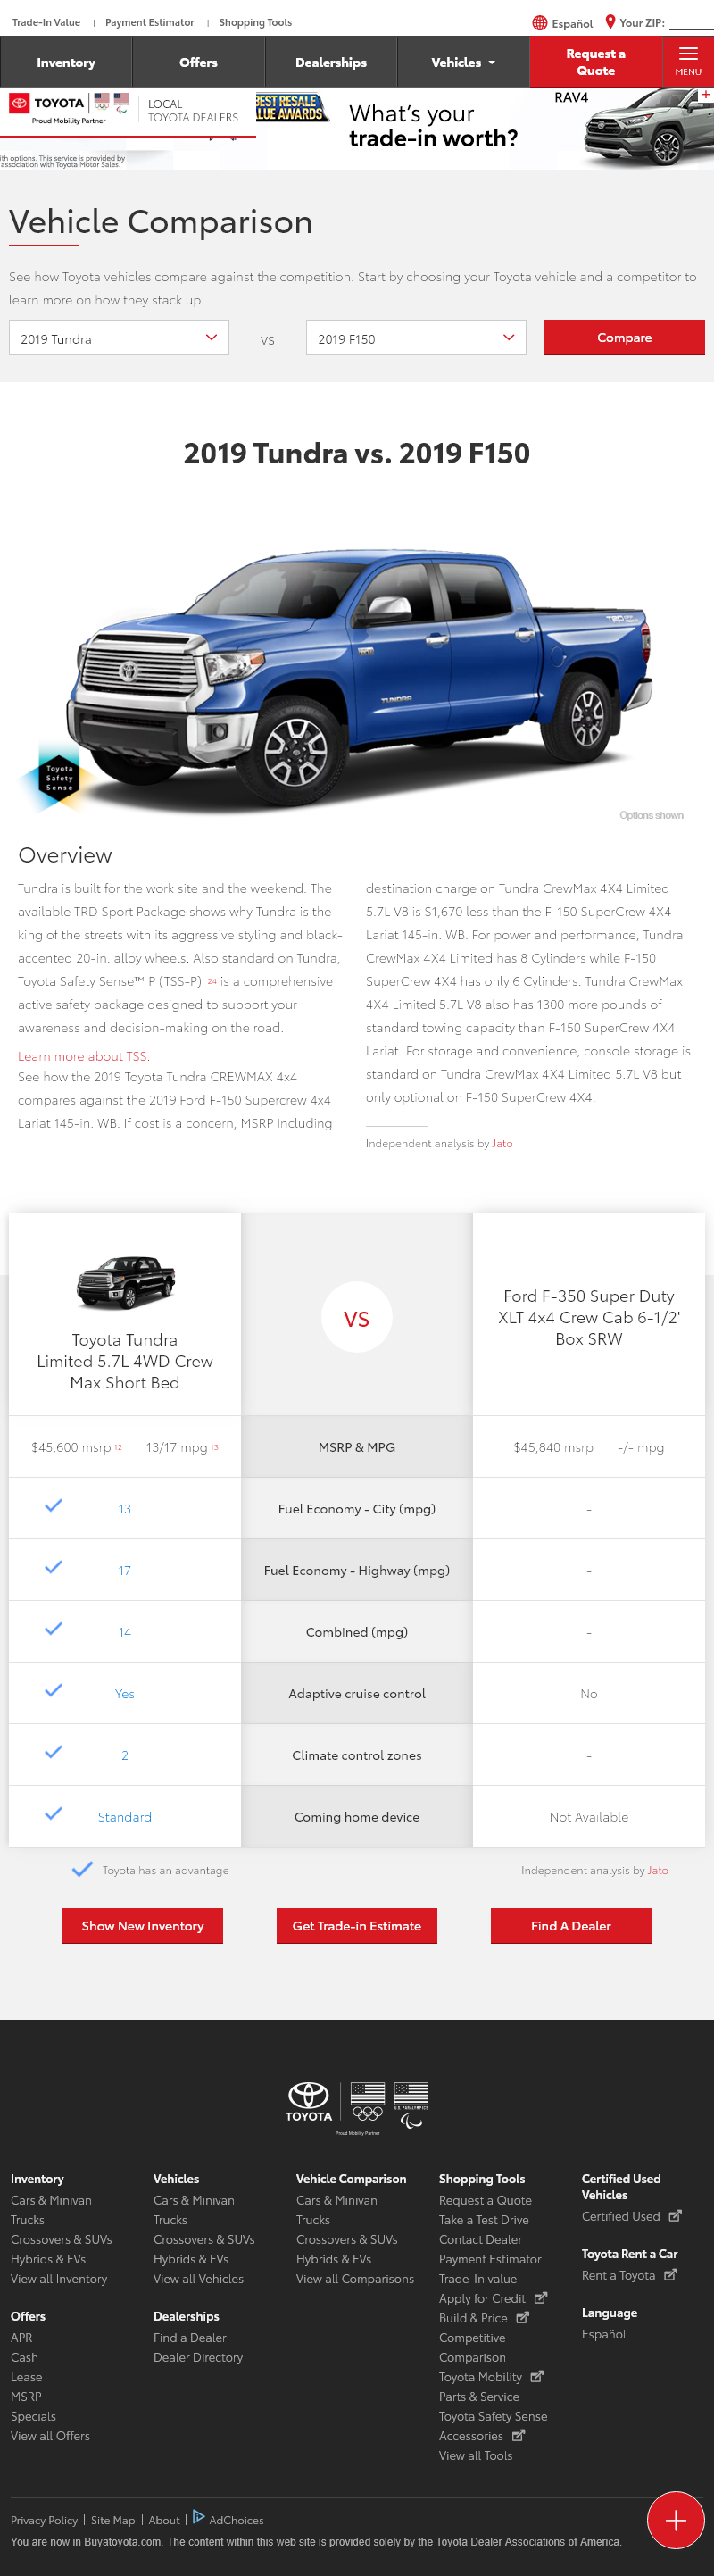 Trade-In Value | Payment Estimator | Shopping Tools
Español Your ZIP:
Inventory Offers Dealerships Vehicles Request a Quote MENU
TOYOTA
Proud Mobility Partner
LOCAL
TOYOTA DEALERS
BEST RESALE
VALUE AWARDS
What's your
trade-in worth?
RAV4
ith options. This service is provided by
association with Toyota Motor Sales.
Vehicle Comparison
See how Toyota vehicles compare against the competition. Start by choosing your Toyota vehicle and a competitor to
learn more on how they stack up.
2019 Tundra VS 2019 F150 Compare
2019 Tundra vs. 2019 F150
TRD
TUNDRA
Toyota
Safety
Sense
Options shown
Overview
Tundra is built for the work site and the weekend. The
available TRD Sport Package shows why Tundra is the
king of the streets with its aggressive styling and black-
accented 20-in. alloy wheels. Also standard on Tundra,
Toyota Safety Sense™ P (TSS-P) 24 is a comprehensive
active safety package designed to support your
awareness and decision-making on the road.
Learn more about TSS.
See how the 2019 Toyota Tundra CREWMAX 4x4
compares against the 2019 Ford F-150 Supercrew 4x4
Lariat 145-in. WB. If cost is a concern, MSRP Including
destination charge on Tundra CrewMax 4X4 Limited
5.7L V8 is $1,670 less than the F-150 SuperCrew 4X4
Lariat 145-in. WB. For power and performance, Tundra
CrewMax 4X4 Limited has 8 Cylinders while F-150
SuperCrew 4X4 has only 6 Cylinders. Tundra CrewMax
4X4 Limited 5.7L V8 also has 1300 more pounds of
standard towing capacity than F-150 SuperCrew 4X4
Lariat. For storage and convenience, console storage is
standard on Tundra CrewMax 4X4 Limited 5.7L V8 but
only optional on F-150 SuperCrew 4X4.
Independent analysis by Jato
Toyota Tundra
Limited 5.7L 4WD Crew
Max Short Bed
VS
Ford F-350 Super Duty
XLT 4x4 Crew Cab 6-1/2'
Box SRW
$45,600 msrp 12 13/17 mpg 13 MSRP & MPG $45,840 msrp -/- mpg
13 Fuel Economy - City (mpg) -
17 Fuel Economy - Highway (mpg) -
14 Combined (mpg) -
Yes Adaptive cruise control No
2 Climate control zones -
Standard Coming home device Not Available
Toyota has an advantage Independent analysis by Jato
Show New Inventory Get Trade-in Estimate Find A Dealer
TOYOTA
U.S. PARALYMPICS
Proud Mobility Partner
Inventory
Cars & Minivan
Trucks
Crossovers & SUVs
Hybrids & EVs
View all Inventory
Offers
APR
Cash
Lease
MSRP
Specials
View all Offers
Vehicles
Cars & Minivan
Trucks
Crossovers & SUVs
Hybrids & EVs
View all Vehicles
Dealerships
Find a Dealer
Dealer Directory
Vehicle Comparison
Cars & Minivan
Trucks
Crossovers & SUVs
Hybrids & EVs
View all Comparisons
Shopping Tools
Request a Quote
Take a Test Drive
Contact Dealer
Payment Estimator
Trade-In value
Apply for Credit
Build & Price
Competitive
Comparison
Toyota Mobility
Parts & Service
Toyota Safety Sense
Accessories
View all Tools
Certified Used
Vehicles
Certified Used
Toyota Rent a Car
Rent a Toyota
Language
Español
Privacy Policy | Site Map | About | AdChoices
You are now in Buyatoyota.com. The content within this web site is provided solely by the Toyota Dealer Associations of America.